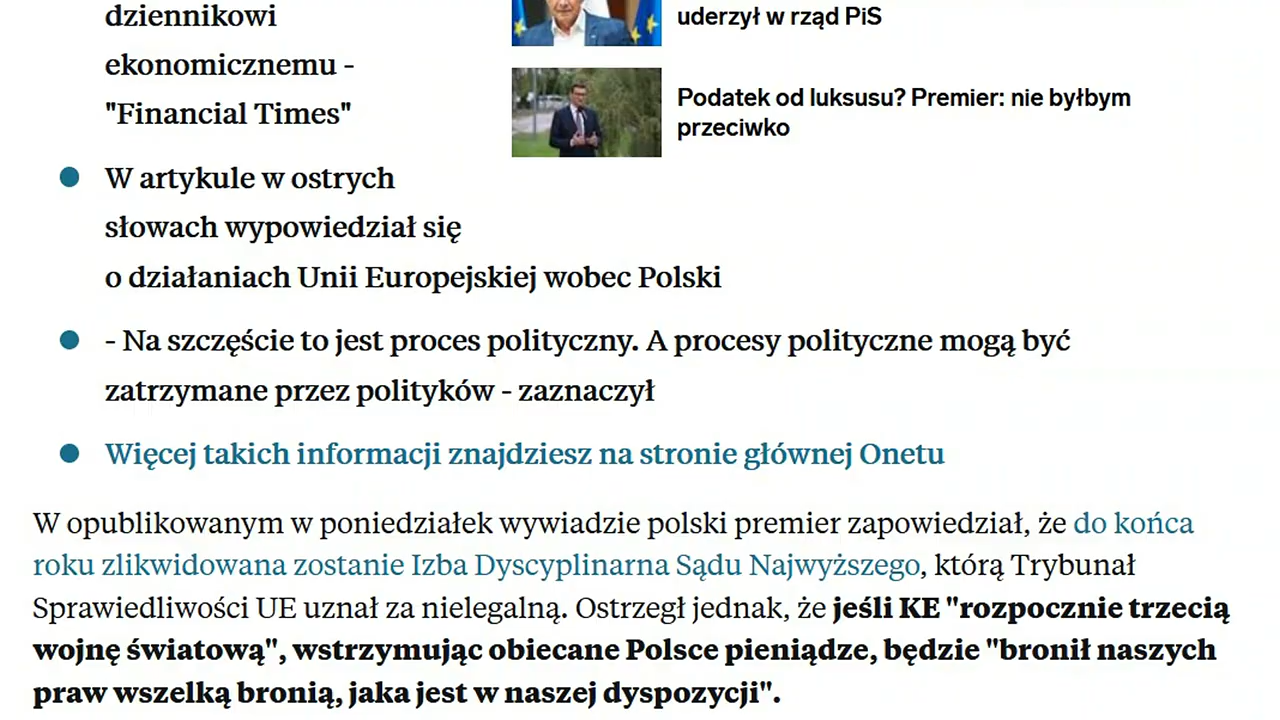 dziennikowi
ekonomicznemu -
"Financial Times"
uderzył w rząd PiS
Podatek od luksusu? Premier: nie byłbym
przeciwko
W artykule w ostrych
słowach wypowiedział się
o działaniach Unii Europejskiej wobec Polski
- Na szczęście to jest proces polityczny. A procesy polityczne mogą być
zatrzymane przez polityków - zaznaczył
Więcej takich informacji znajdziesz na stronie głównej Onetu
W opublikowanym w poniedziałek wywiadzie polski premier zapowiedział, że do końca
roku zlikwidowana zostanie Izba Dyscyplinarna Sądu Najwyższego, którą Trybunał
Sprawiedliwości UE uznał za nielegalną. Ostrzegł jednak, że jeśli KE "rozpocznie trzecią
wojnę światową", wstrzymując obiecane Polsce pieniądze, będzie "bronił naszych
praw wszelką bronią, jaka jest w naszej dyspozycji".